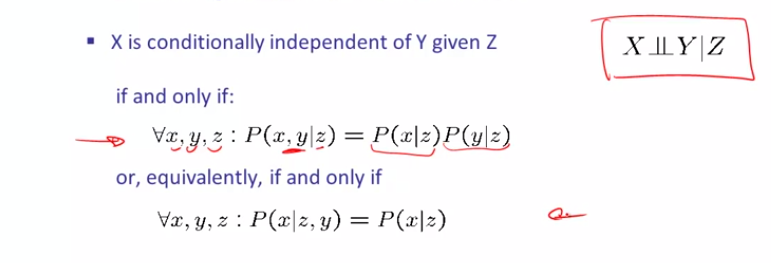 ▪ X is conditionally independent of Y given Z
X ⫫ Y|Z
if and only if:
∀x, y, z : P(x, y|z) = P(x|z)P(y|z)
or, equivalently, if and only if
∀x, y, z : P(x|z, y) = P(x|z)